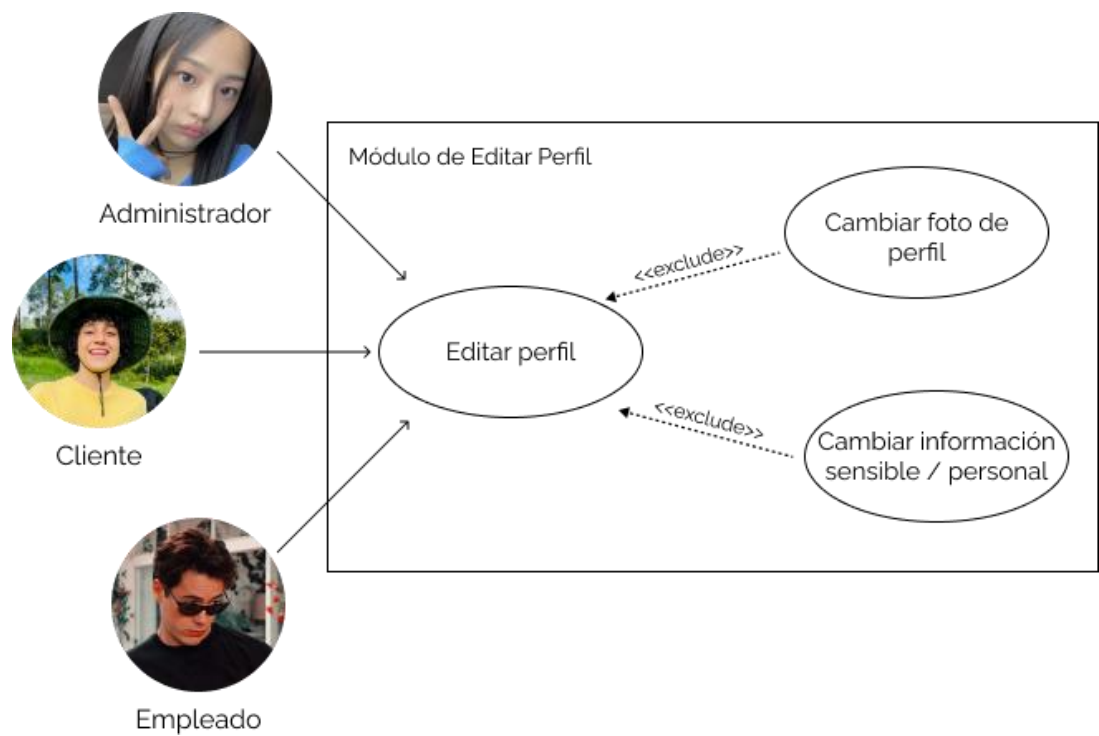 Administrador
Módulo de Editar Perfil
Cambiar foto de
perfil
<<exclude>>
Editar perfil
Cliente
<<exclude>>
Cambiar información
sensible / personal
Empleado